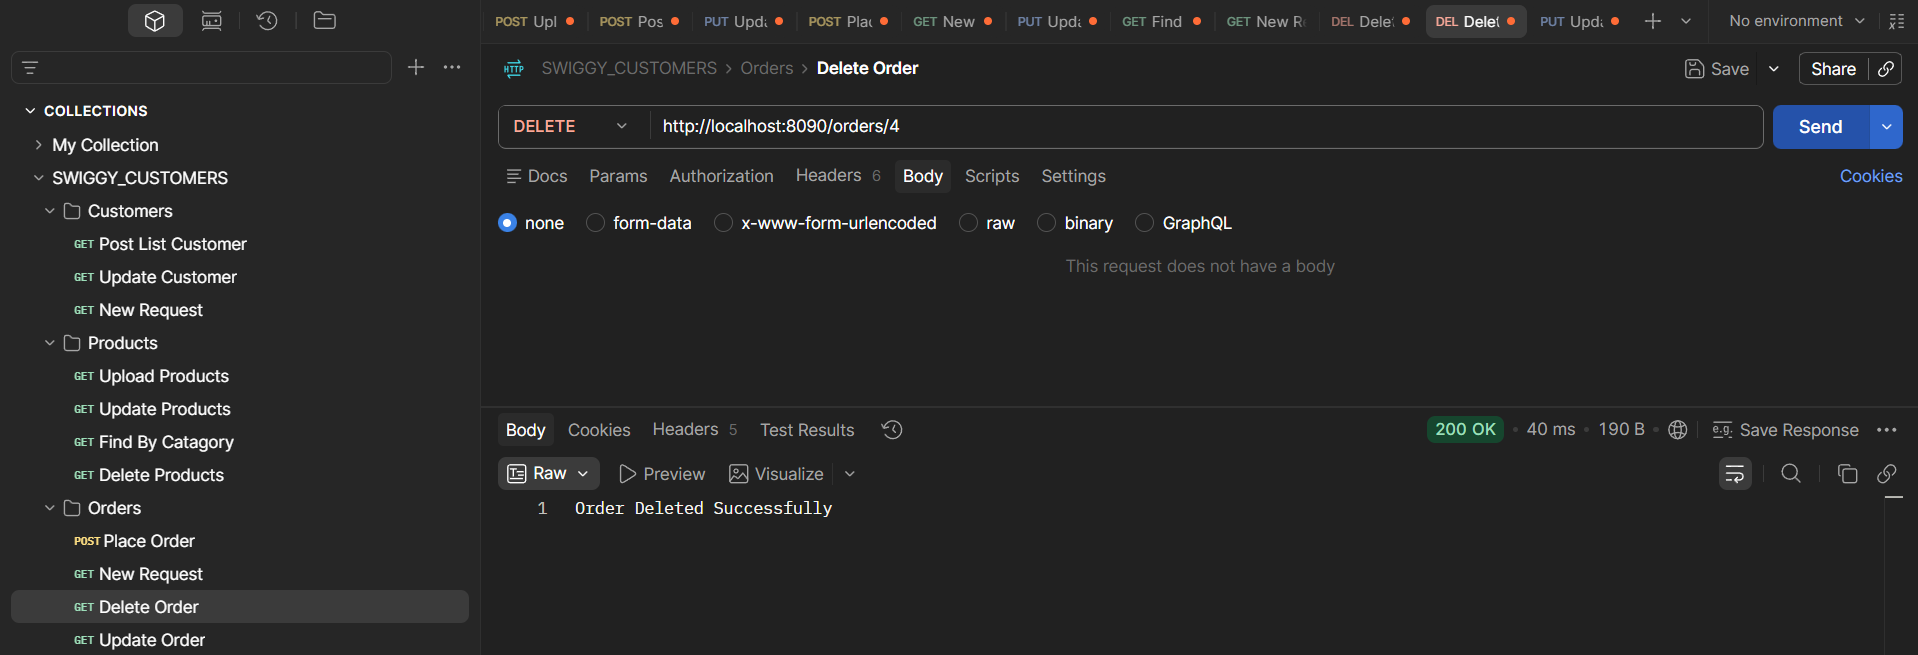 POST Upl
POST Pos
PUT Upda
POST Plac
GET New
PUT Upda
GET Find
GET New R
DEL Delet
DEL Delet
PUT Upda
No environment
COLLECTIONS
My Collection
SWIGGY_CUSTOMERS
Customers
GET Post List Customer
GET Update Customer
GET New Request
Products
GET Upload Products
GET Update Products
GET Find By Catagory
GET Delete Products
Orders
POST Place Order
GET New Request
GET Delete Order
GET Update Order
HTTP SWIGGY_CUSTOMERS > Orders > Delete Order
Save
Share
DELETE http://localhost:8090/orders/4
Send
Docs Params Authorization Headers 6 Body Scripts Settings
Cookies
none form-data x-www-form-urlencoded raw binary GraphQL
This request does not have a body
Body Cookies Headers 5 Test Results
200 OK • 40 ms • 190 B •
e.g. Save Response
Raw Preview Visualize
1 Order Deleted Successfully